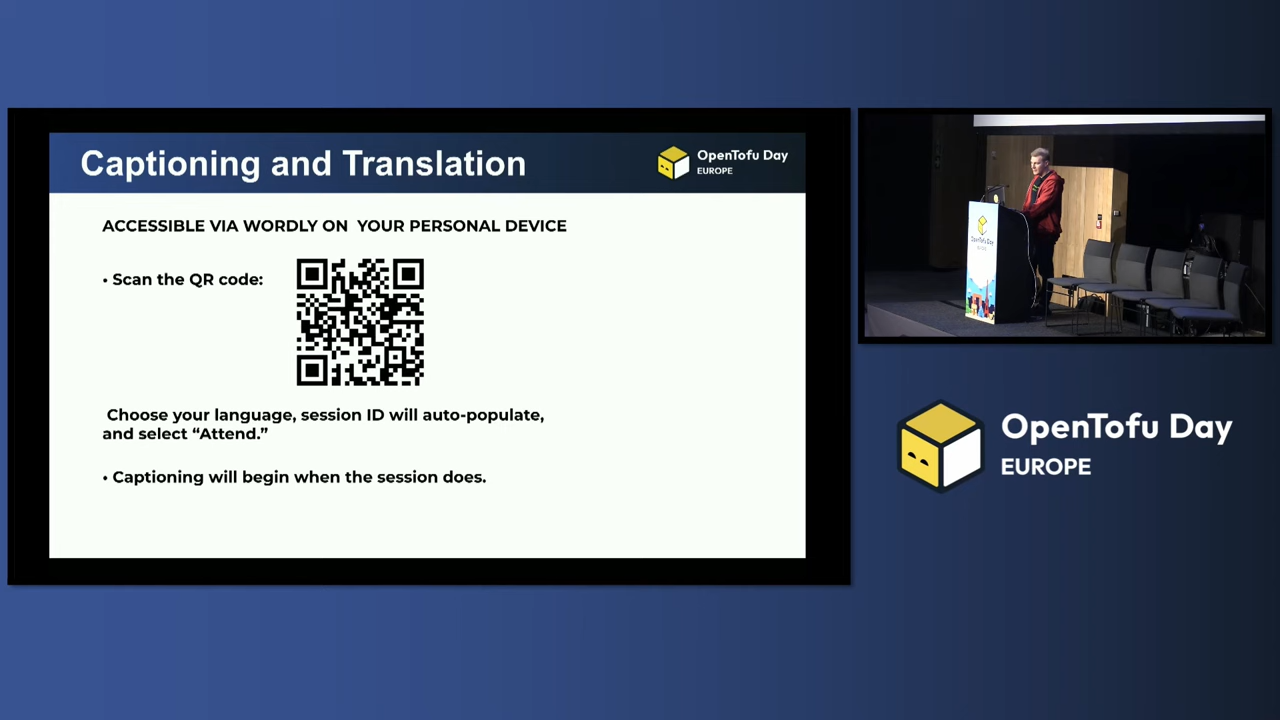 Captioning and Translation
OpenTofu Day
EUROPE
ACCESSIBLE VIA WORDLY ON  YOUR PERSONAL DEVICE
• Scan the QR code:
Choose your language, session ID will auto-populate,
and select “Attend.”
• Captioning will begin when the session does.
OpenTofu Day
OpenTofu Day
EUROPE